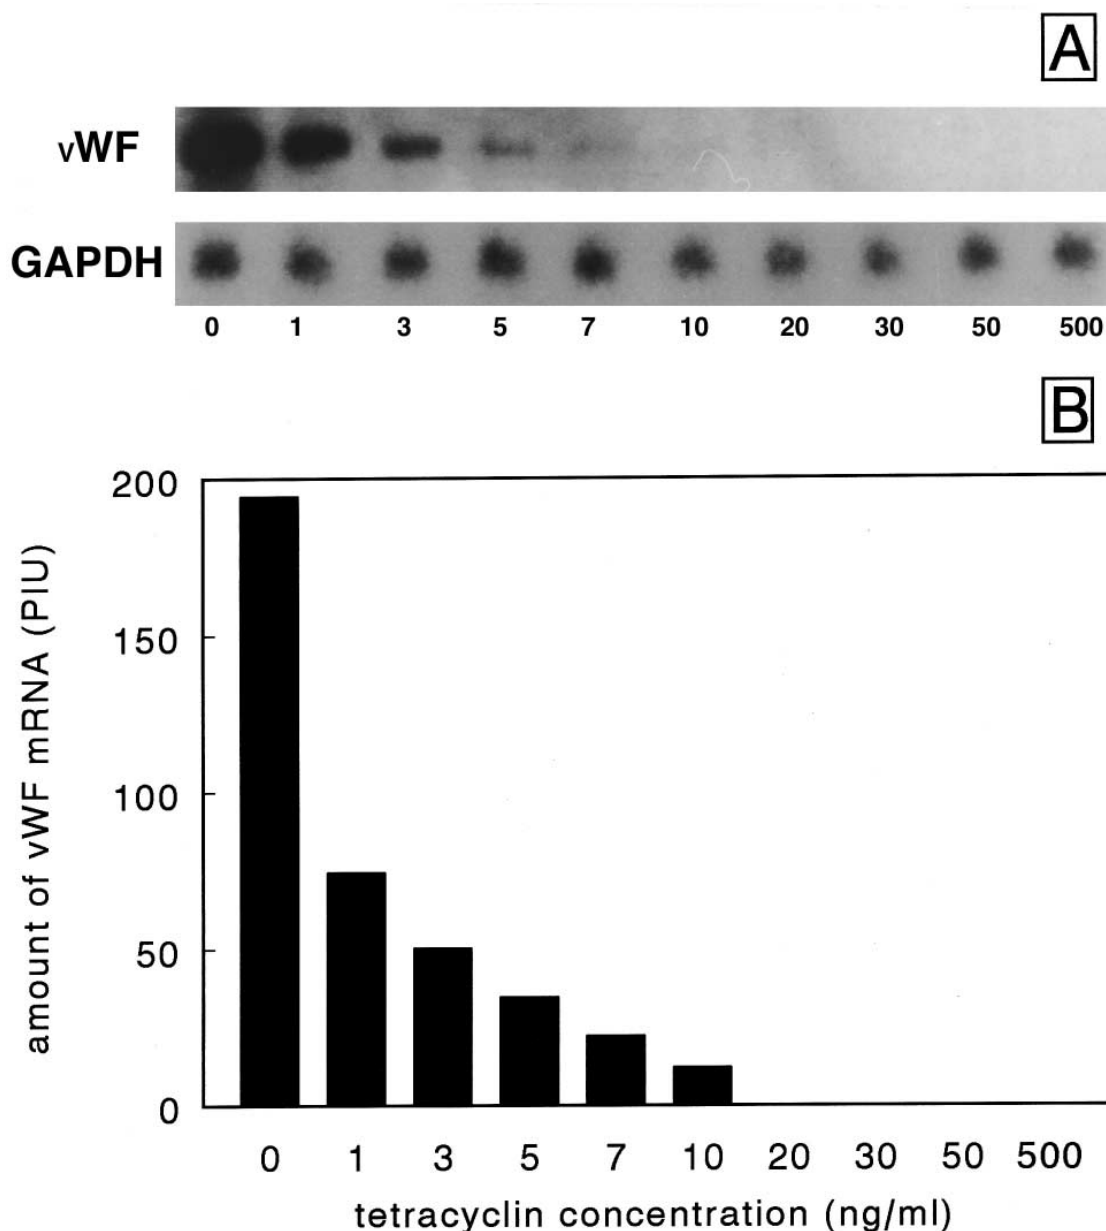 A
vWF
GAPDH
0 1 3 5 7 10 20 30 50 500
B
amount of vWF mRNA (PIU)
200
150
100
50
0
0 1 3 5 7 10 20 30 50 500
tetracyclin concentration (ng/ml)